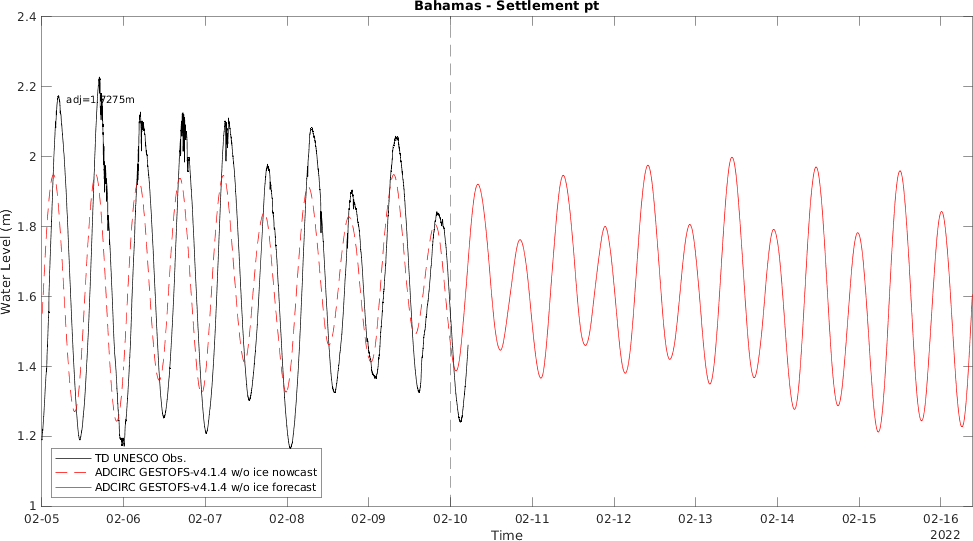 Bahamas - Settlement pt
2.4
2.2
2
1.8
1.6
1.4
1.2
1
Water Level (m)
adj=1.7275m
TD UNESCO Obs.
ADCIRC GESTOFS-v4.1.4 w/o ice nowcast
ADCIRC GESTOFS-v4.1.4 w/o ice forecast
02-05 02-06 02-07 02-08 02-09 02-10 02-11 02-12 02-13 02-14 02-15 02-16
Time
2022